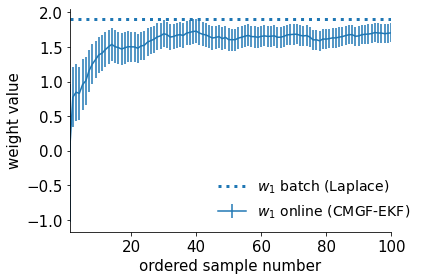 2.0
1.5
1.0
0.5
0.0
−0.5
−1.0
weight value
w₁ batch (Laplace)
w₁ online (CMGF-EKF)
20 40 60 80 100
ordered sample number